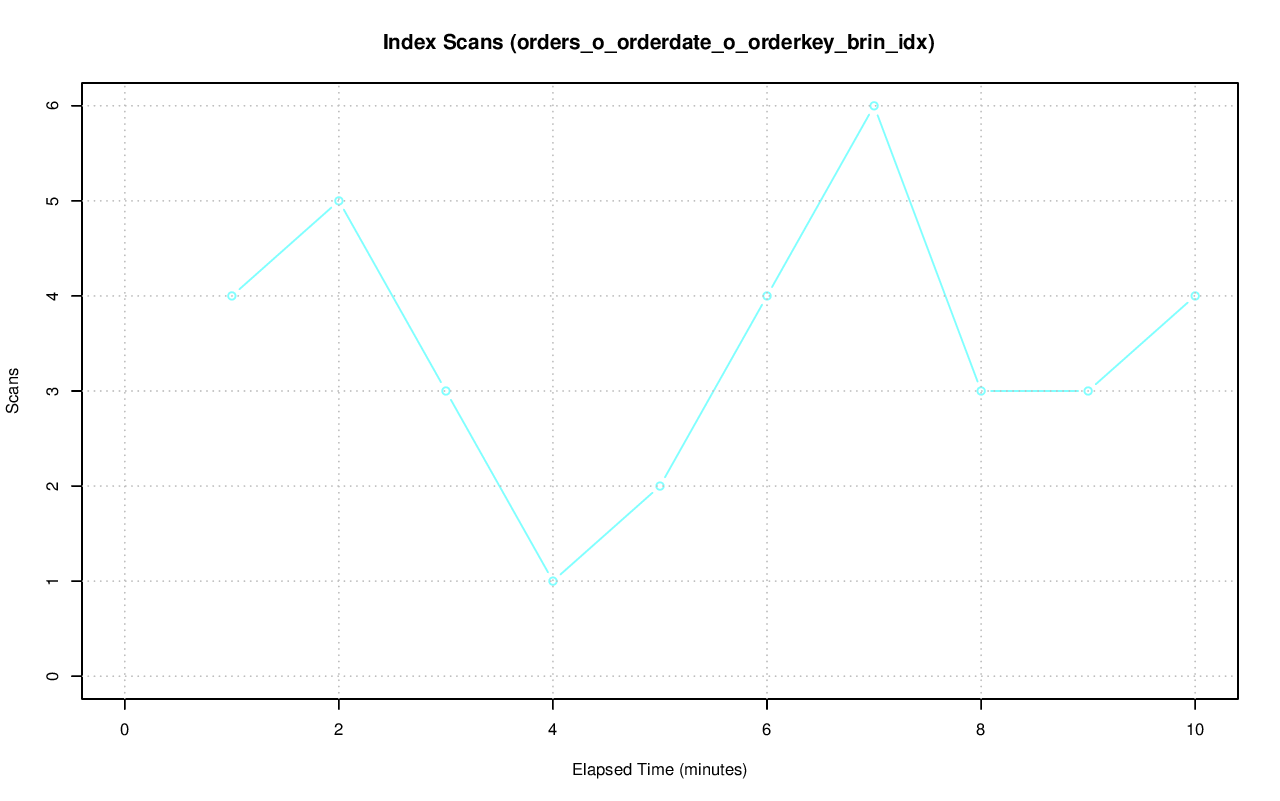 Index Scans (orders_o_orderdate_o_orderkey_brin_idx)
6
5
4
3
2
1
0
Scans
0 2 4 6 8 10
Elapsed Time (minutes)